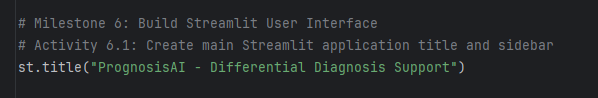 # Milestone 6: Build Streamlit User Interface
# Activity 6.1: Create main Streamlit application title and sidebar
st.title("PrognosisAI - Differential Diagnosis Support")